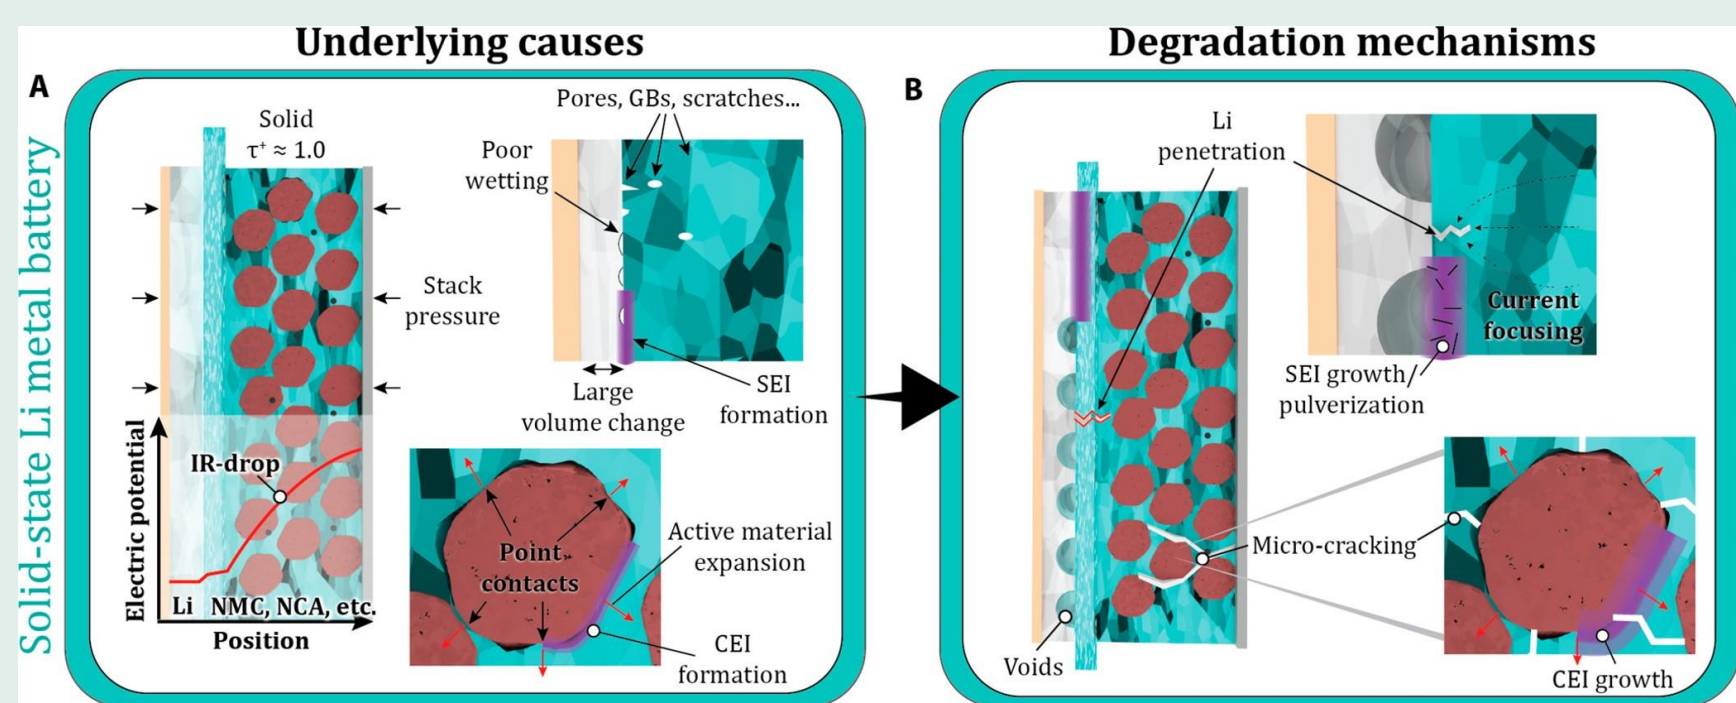 Underlying causes
Degradation mechanisms
Solid-state Li metal battery
A
Solid
τ⁺ ≈ 1.0
Stack
pressure
Electric potential
IR-drop
Li
NMC, NCA, etc.
Position
Pores, GBs, scratches...
Poor
wetting
Large
volume change
SEI
formation
Point
contacts
Active material
expansion
CEI
formation
B
Li
penetration
Current
focusing
SEI growth/
pulverization
Micro-cracking
Voids
CEI growth